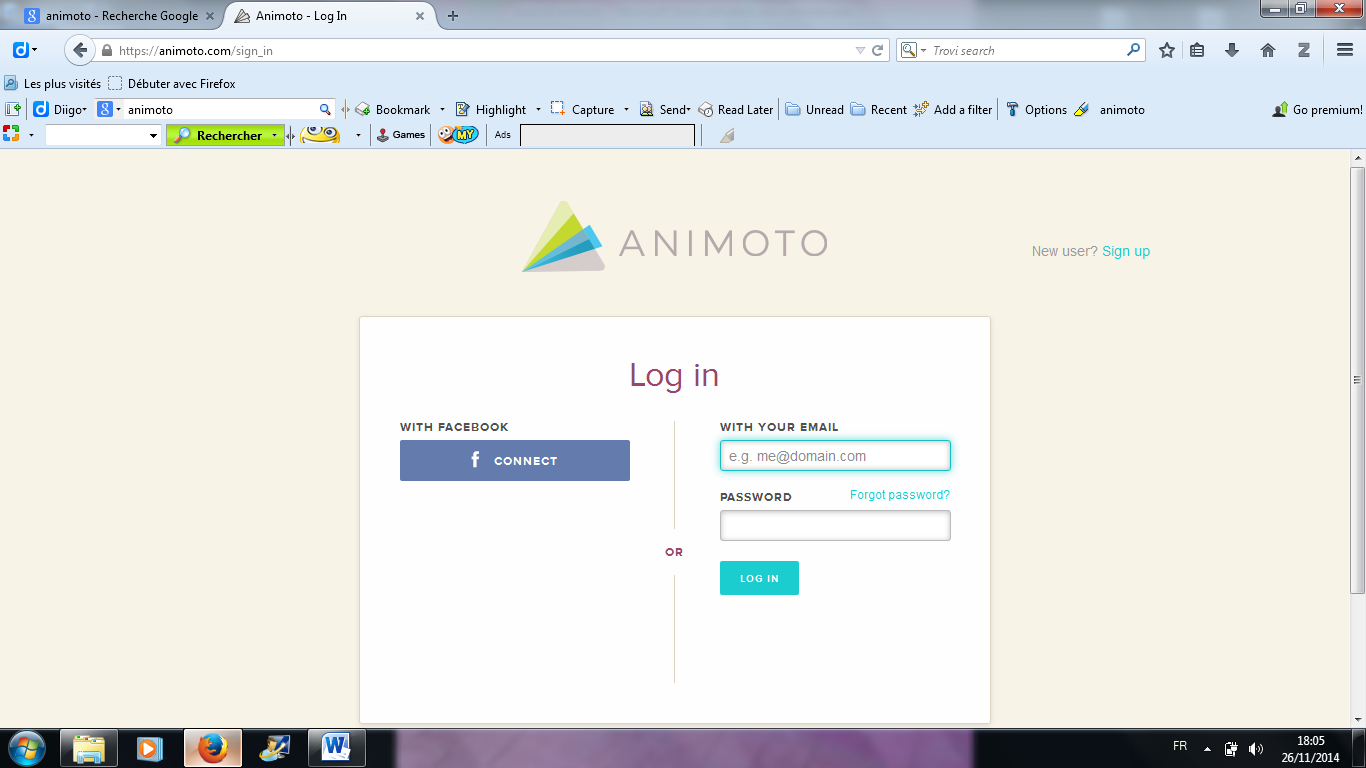 animoto - Recherche Google
Animoto - Log In
https://animoto.com/sign_in
Trovi search
Les plus visités
Débuter avec Firefox
Diigo
animoto
Bookmark
Highlight
Capture
Send
Read Later
Unread
Recent
Add a filter
Options
animoto
Go premium!
Rechercher
Games
MY
Ads
ANIMOTO
New user? Sign up
Log in
WITH FACEBOOK
CONNECT
OR
WITH YOUR EMAIL
e.g. me@domain.com
PASSWORD
Forgot password?
LOG IN
FR
18:05
26/11/2014